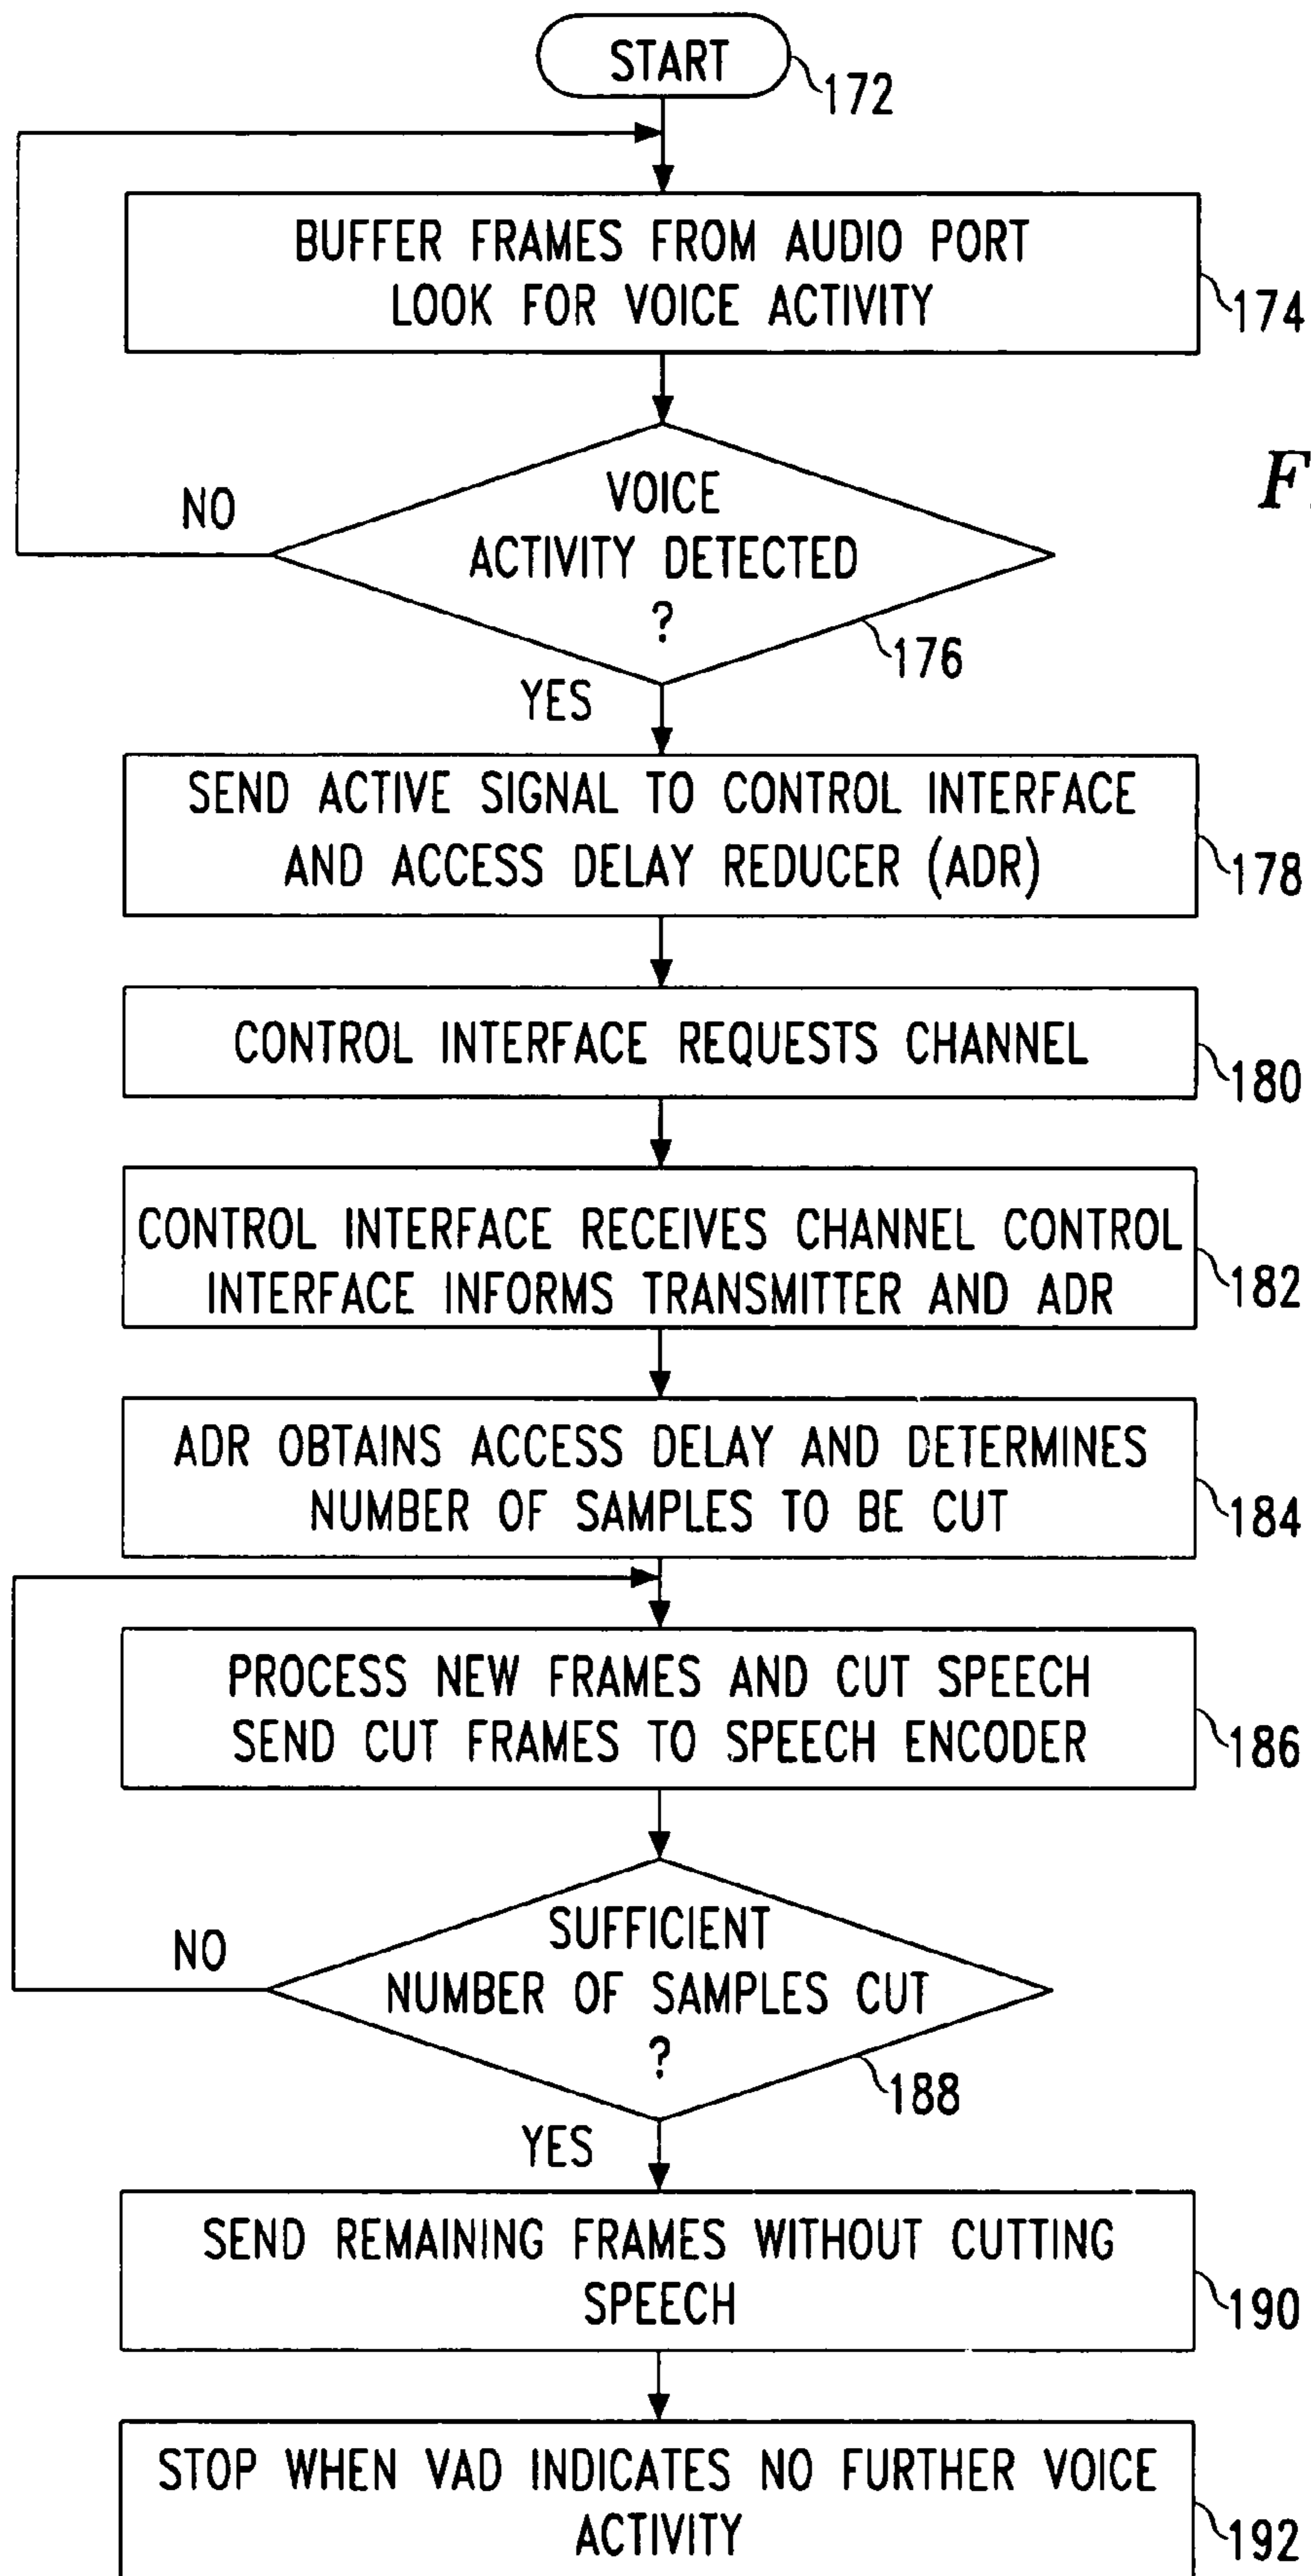 START
172
BUFFER FRAMES FROM AUDIO PORT
LOOK FOR VOICE ACTIVITY
174
F
NO
VOICE
ACTIVITY DETECTED
?
176
YES
SEND ACTIVE SIGNAL TO CONTROL INTERFACE
AND ACCESS DELAY REDUCER (ADR)
178
CONTROL INTERFACE REQUESTS CHANNEL
180
CONTROL INTERFACE RECEIVES CHANNEL CONTROL
INTERFACE INFORMS TRANSMITTER AND ADR
182
ADR OBTAINS ACCESS DELAY AND DETERMINES
NUMBER OF SAMPLES TO BE CUT
184
PROCESS NEW FRAMES AND CUT SPEECH
SEND CUT FRAMES TO SPEECH ENCODER
186
NO
SUFFICIENT
NUMBER OF SAMPLES CUT
?
188
YES
SEND REMAINING FRAMES WITHOUT CUTTING
SPEECH
190
STOP WHEN VAD INDICATES NO FURTHER VOICE
ACTIVITY
192